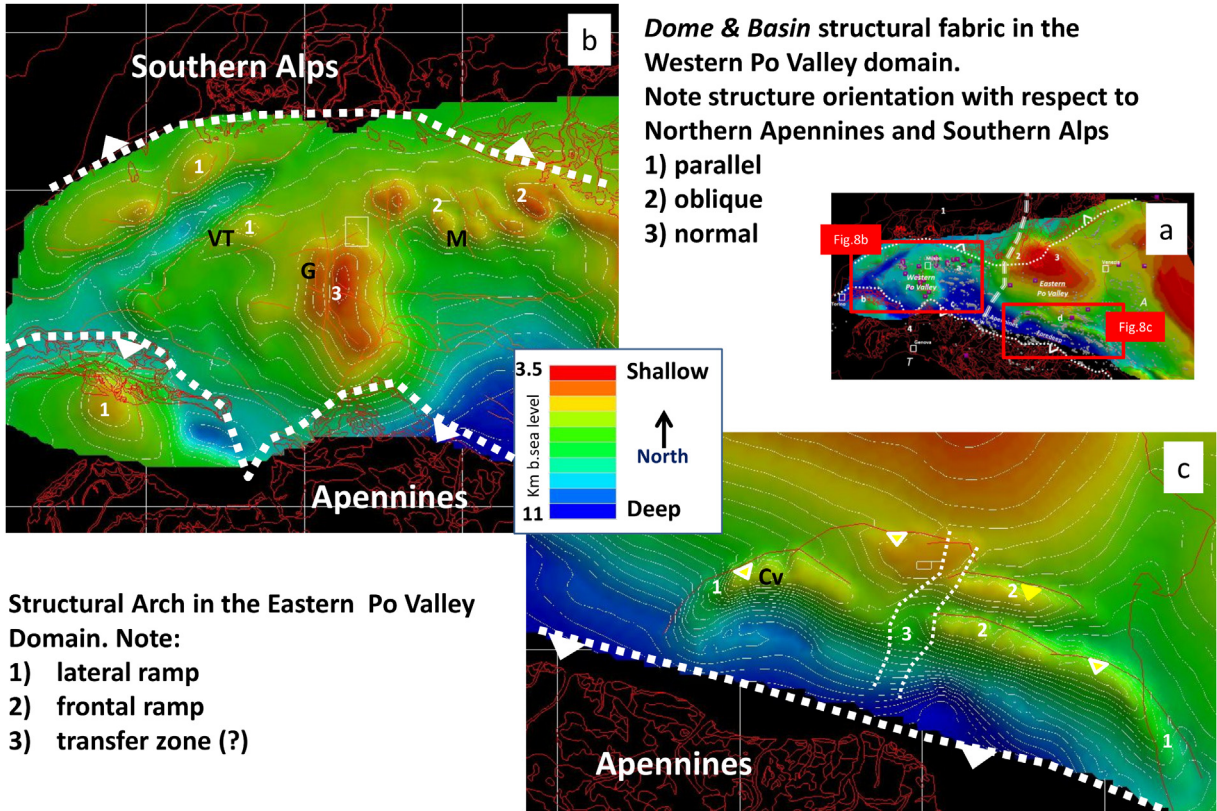 b
Southern Alps
1
VT
1
2
2
M
G
3
1
Apennines
Dome & Basin structural fabric in the
Western Po Valley domain.
Note structure orientation with respect to
Northern Apennines and Southern Alps
1) parallel
2) oblique
3) normal
a
Fig.8b
Fig.8c
1
2
3
Western
Po Valley
Eastern
Po Valley
A
b
d
4
T
3.5
Shallow
Km b.sea level
North
11
Deep
c
1
Cv
2
2
3
1
Apennines
Structural Arch in the Eastern Po Valley
Domain. Note:
1) lateral ramp
2) frontal ramp
3) transfer zone (?)